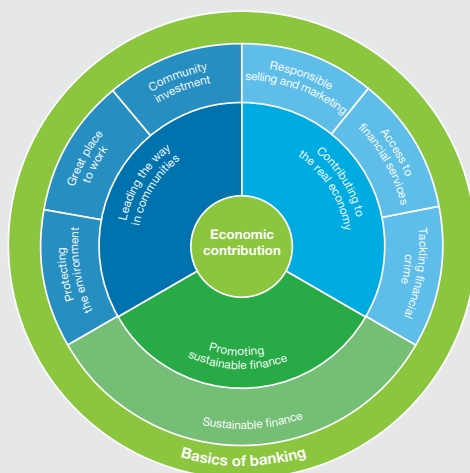 Community
investment
Responsible
selling and marketing
Great place
to work
Access to
financial services
Leading the way
in communities
Contributing to
the real economy
Economic
contribution
Protecting
the environment
Tackling financial
crime
Promoting
sustainable finance
Sustainable finance
Basics of banking